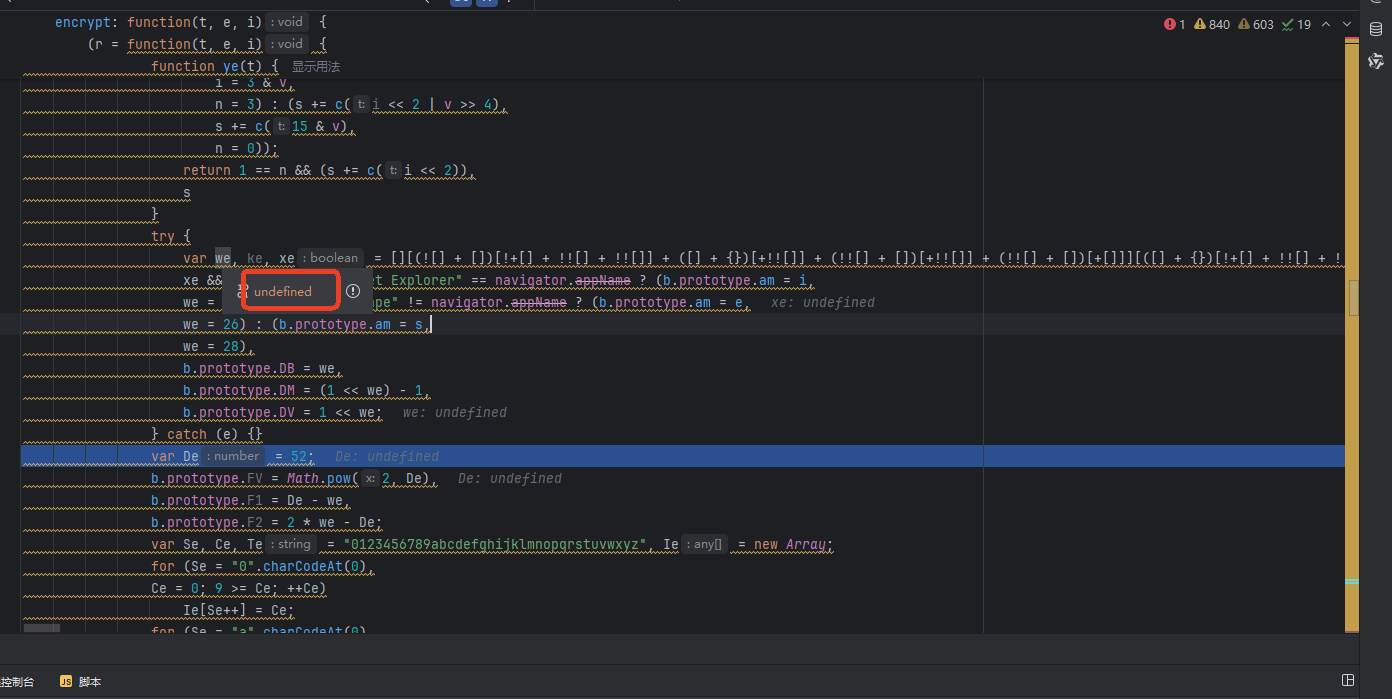 encrypt: function(t, e, i) : void {
1 840 603 19
(r = function(t, e, i) : void {
function ye(t) { 显示用法
i = 3 & v,
n = 3) : (s += c( t: i << 2 | v >> 4),
s += c( t: 15 & v),
n = 0));
return 1 == n && (s += c( t: i << 2)),
s
}
try {
var we, ke, xe : boolean = [][(![] + [])[!+[] + !![] + !![]] + ([] + {})[+!![]] + (!![] + [])[+!![]] + (!![] + [])[+[]]][([] + {})[!+[] + !![] + !
xe && et Explorer" == navigator.appName ? (b.prototype.am = i,
undefined
we = ape" != navigator.appName ? (b.prototype.am = e, xe: undefined
we = 26) : (b.prototype.am = s,
we = 28),
b.prototype.DB = we,
b.prototype.DM = (1 << we) - 1,
b.prototype.DV = 1 << we; we: undefined
} catch (e) {}
var De : number = 52; De: undefined
b.prototype.FV = Math.pow( x: 2, De), De: undefined
b.prototype.F1 = De - we,
b.prototype.F2 = 2 * we - De;
var Se, Ce, Te : string = "0123456789abcdefghijklmnopqrstuvwxyz", Ie : any[] = new Array;
for (Se = "0".charCodeAt(0),
Ce = 0; 9 >= Ce; ++Ce)
Ie[Se++] = Ce;
for (Se = "a".charCodeAt(0)
控制台 JS 脚本